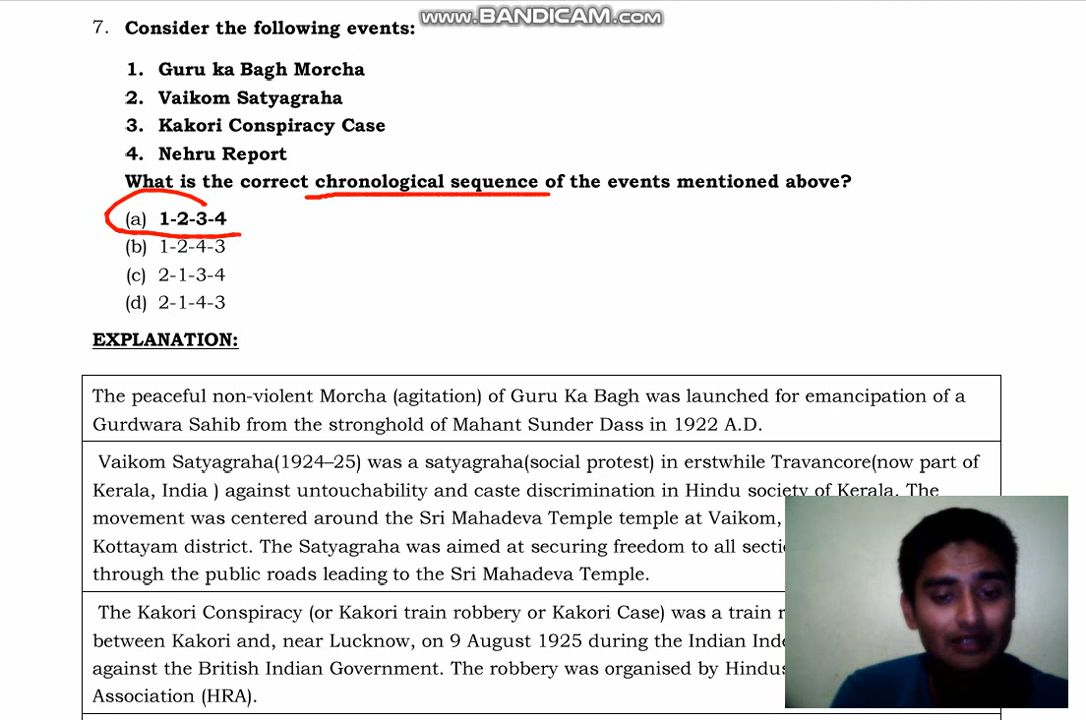 www.BANDICAM.com
7. Consider the following events:
1. Guru ka Bagh Morcha
2. Vaikom Satyagraha
3. Kakori Conspiracy Case
4. Nehru Report
What is the correct chronological sequence of the events mentioned above?
(a) 1-2-3-4
(b) 1-2-4-3
(c) 2-1-3-4
(d) 2-1-4-3
EXPLANATION:
The peaceful non-violent Morcha (agitation) of Guru Ka Bagh was launched for emancipation of a
Gurdwara Sahib from the stronghold of Mahant Sunder Dass in 1922 A.D.
Vaikom Satyagraha(1924–25) was a satyagraha(social protest) in erstwhile Travancore(now part of
Kerala, India ) against untouchability and caste discrimination in Hindu society of Kerala. The
movement was centered around the Sri Mahadeva Temple temple at Vaikom,
Kottayam district. The Satyagraha was aimed at securing freedom to all
through the public roads leading to the Sri Mahadeva Temple.
The Kakori Conspiracy (or Kakori train robbery or Kakori Case) was a train
between Kakori and, near Lucknow, on 9 August 1925 during the Indian
against the British Indian Government. The robbery was organised by
Association (HRA).